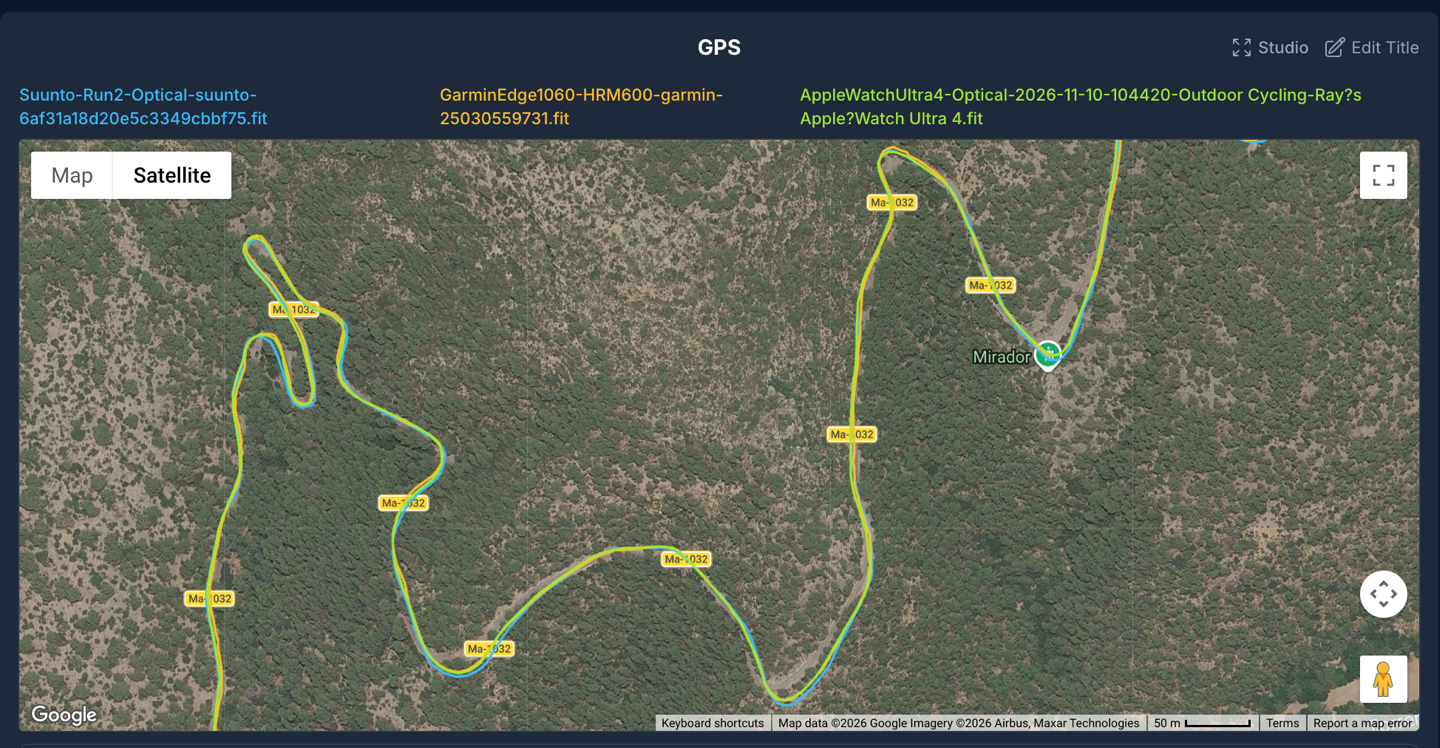 GPS
Studio
Edit Title
Suunto-Run2-Optical-suunto-
6af31a18d20e5c3349cbbf75.fit
GarminEdge1060-HRM600-garmin-
25030559731.fit
AppleWatchUltra4-Optical-2026-11-10-104420-Outdoor Cycling-Ray?s
Apple?Watch Ultra 4.fit
Map
Satellite
Ma-1032
Ma-1032
Ma-1032
Mirador
Ma-1032
Ma-1032
Ma-1032
Ma-1032
Ma-1032
Google
Keyboard shortcuts
Map data ©2026 Google Imagery ©2026 Airbus, Maxar Technologies
50 m
Terms
Report a map error